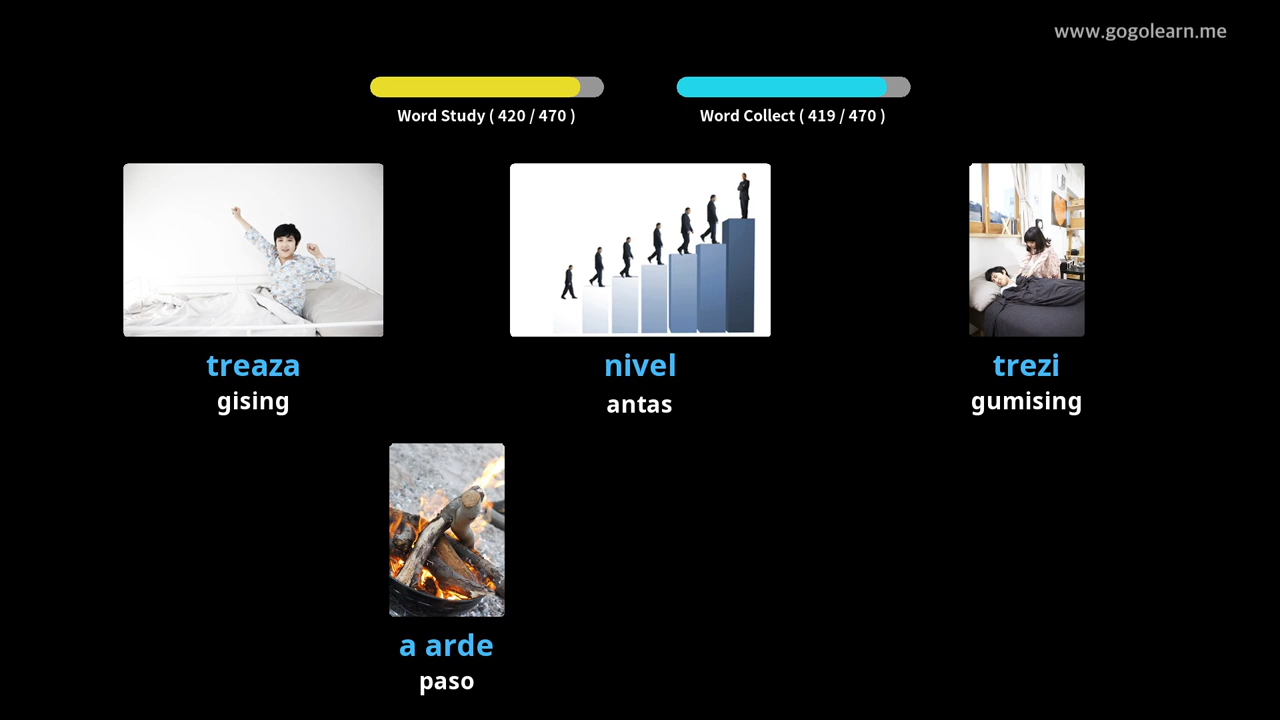 www.gogolearn.me
Word Study ( 420 / 470 )
Word Collect ( 419 / 470 )
treaza
gising
nivel
antas
trezi
gumising
a arde
paso